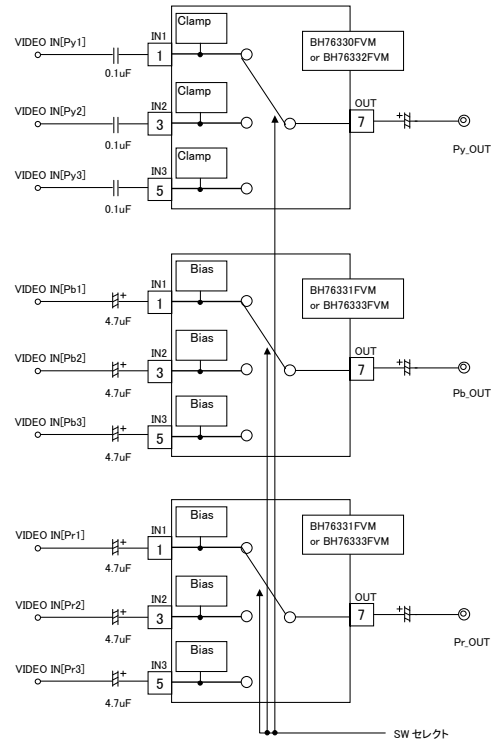 Clamp
BH76330FVM
or BH76332FVM
VIDEO IN[Py1]
IN1
1
0.1uF
Clamp
VIDEO IN[Py2]
IN2
3
0.1uF
OUT
7
Py_OUT
Clamp
VIDEO IN[Py3]
IN3
5
0.1uF
Bias
BH76331FVM
or BH76333FVM
VIDEO IN[Pb1]
IN1
1
4.7uF
Bias
VIDEO IN[Pb2]
IN2
3
4.7uF
OUT
7
Pb_OUT
Bias
VIDEO IN[Pb3]
IN3
5
4.7uF
Bias
BH76331FVM
or BH76333FVM
VIDEO IN[Pr1]
IN1
1
4.7uF
Bias
VIDEO IN[Pr2]
IN2
3
4.7uF
OUT
7
Pr_OUT
Bias
VIDEO IN[Pr3]
IN3
5
4.7uF
SW セレクト